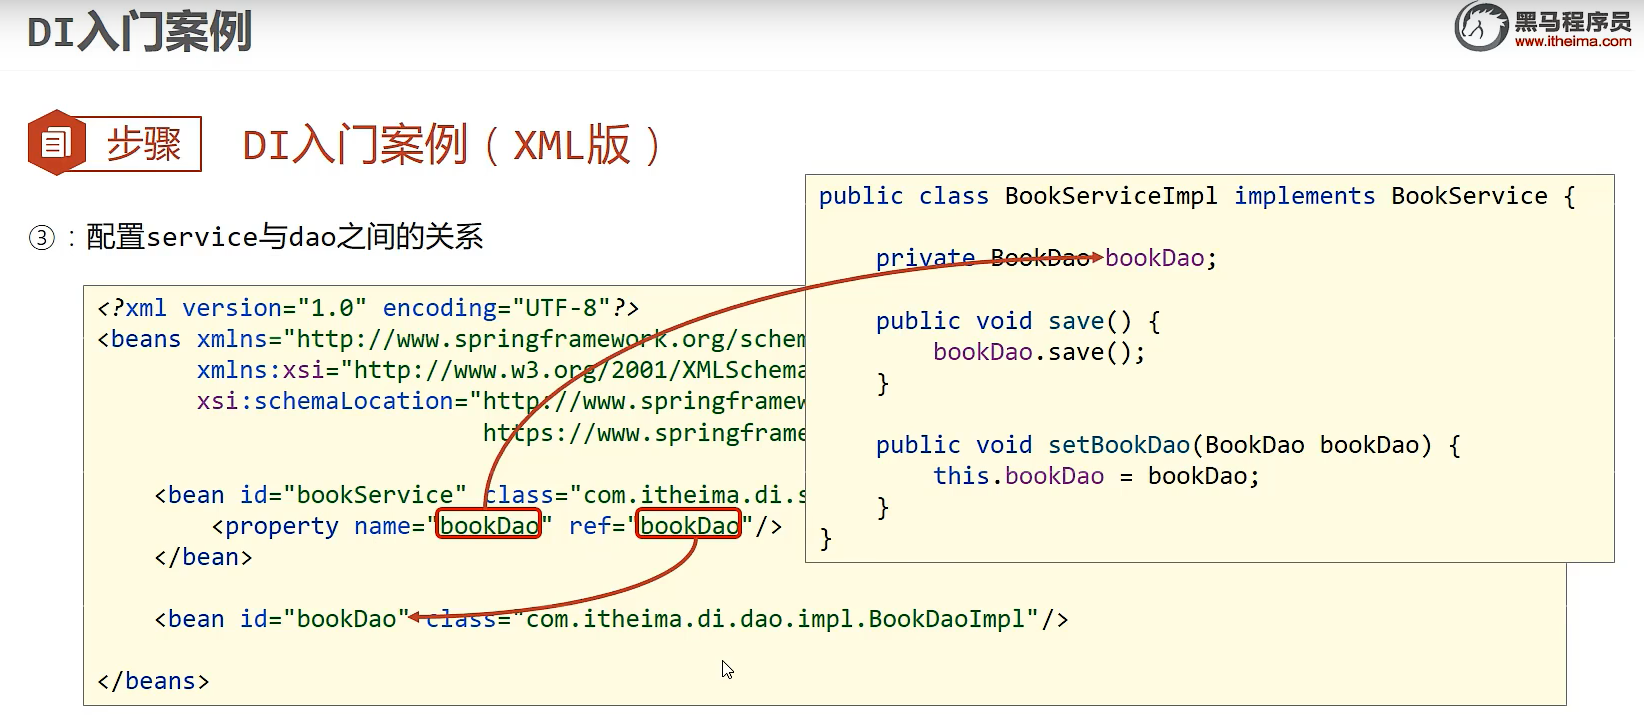 DI入门案例
黑马程序员
www.itheima.com
步骤
DI入门案例（XML版）
③：配置service与dao之间的关系
<?xml version="1.0" encoding="UTF-8"?>
<beans xmlns="http://www.springframework.org/schem
xmlns:xsi="http://www.w3.org/2001/XMLSchema
xsi:schemaLocation="http://www.springframew
https://www.springframe
<bean id="bookService" class="com.itheima.di.s
<property name="bookDao" ref="bookDao"/>
</bean>
<bean id="bookDao" class="com.itheima.di.dao.impl.BookDaoImpl"/>
</beans>
public class BookServiceImpl implements BookService {
private BookDao bookDao;
public void save() {
bookDao.save();
}
public void setBookDao(BookDao bookDao) {
this.bookDao = bookDao;
}
}